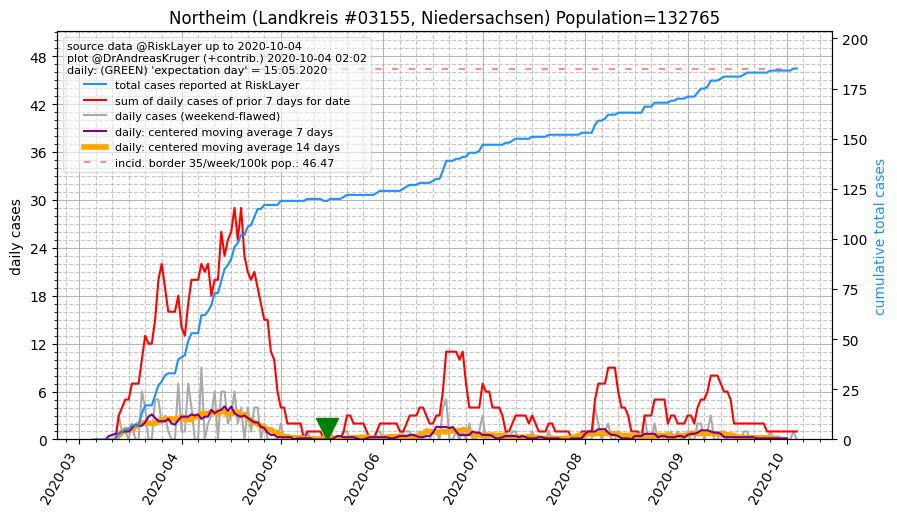 Northeim (Landkreis #03155, Niedersachsen) Population=132765
source data @RiskLayer up to 2020-10-04
plot @DrAndreasKruger (+contrib.) 2020-10-04 02:02
daily: (GREEN) 'expectation day' = 15.05.2020
total cases reported at RiskLayer
sum of daily cases of prior 7 days for date
daily cases (weekend-flawed)
daily: centered moving average 7 days
daily: centered moving average 14 days
incid. border 35/week/100k pop.: 46.47
daily cases
48
42
36
30
24
18
12
6
0
cumulative total cases
200
175
150
125
100
75
50
25
0
2020-03
2020-04
2020-05
2020-06
2020-07
2020-08
2020-09
2020-10